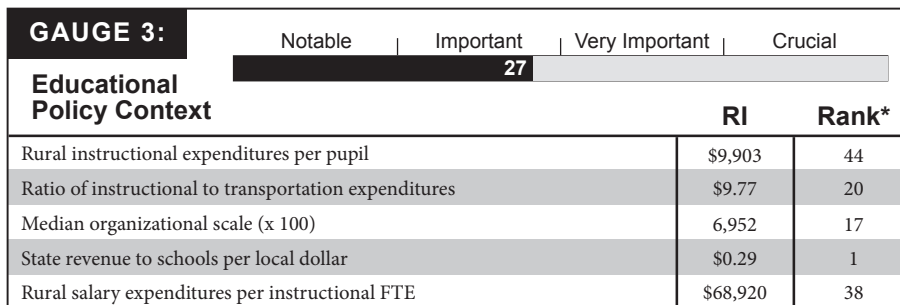 GAUGE 3:
Notable Important Very Important Crucial
27
Educational
Policy Context
RI Rank*
Rural instructional expenditures per pupil $9,903 44
Ratio of instructional to transportation expenditures $9.77 20
Median organizational scale (x 100) 6,952 17
State revenue to schools per local dollar $0.29 1
Rural salary expenditures per instructional FTE $68,920 38